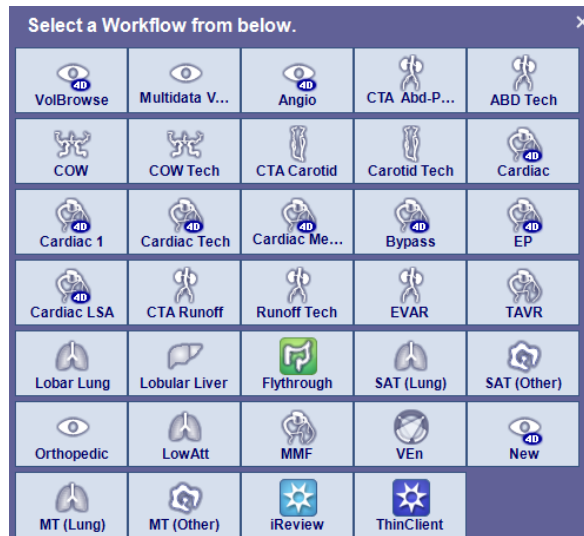 Select a Workflow from below.
4D
VolBrowse
Multidata V...
4D
Angio
CTA Abd-P...
ABD Tech
COW
COW Tech
CTA Carotid
Carotid Tech
4D
Cardiac
4D
Cardiac 1
4D
Cardiac Tech
4D
Cardiac Me...
4D
Bypass
4D
EP
4D
Cardiac LSA
CTA Runoff
Runoff Tech
EVAR
TAVR
Lobar Lung
Lobular Liver
Flythrough
SAT (Lung)
SAT (Other)
Orthopedic
LowAtt
MMF
VEn
4D
New
MT (Lung)
MT (Other)
iReview
ThinClient